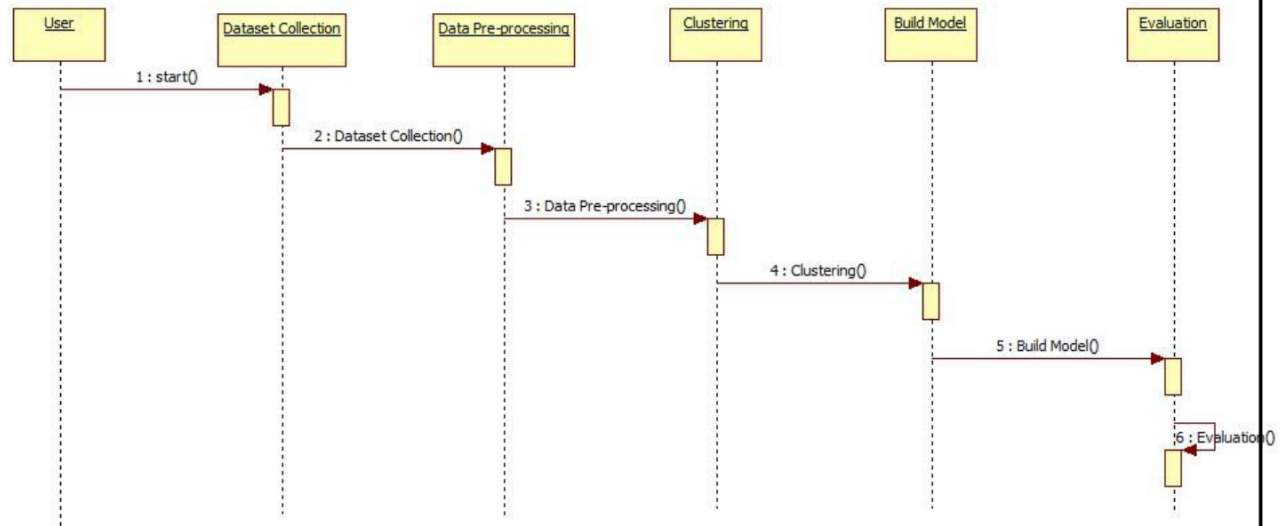 User
Dataset Collection
Data Pre-processing
Clustering
Build Model
Evaluation
1 : start()
2 : Dataset Collection()
3 : Data Pre-processing()
4 : Clustering()
5 : Build Model()
6 : Evaluation()